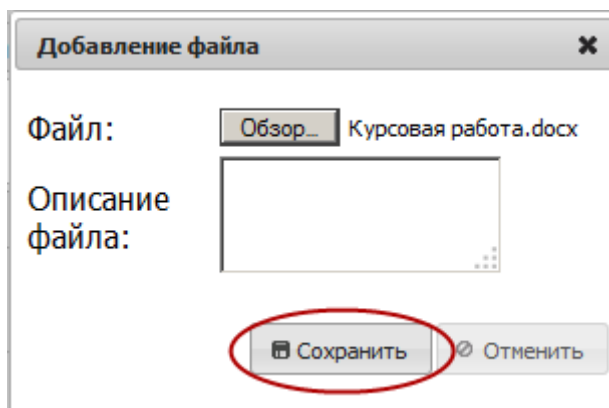 Добавление файла
Файл: Обзор... Курсовая работа.docx
Описание
файла:
Сохранить Отменить